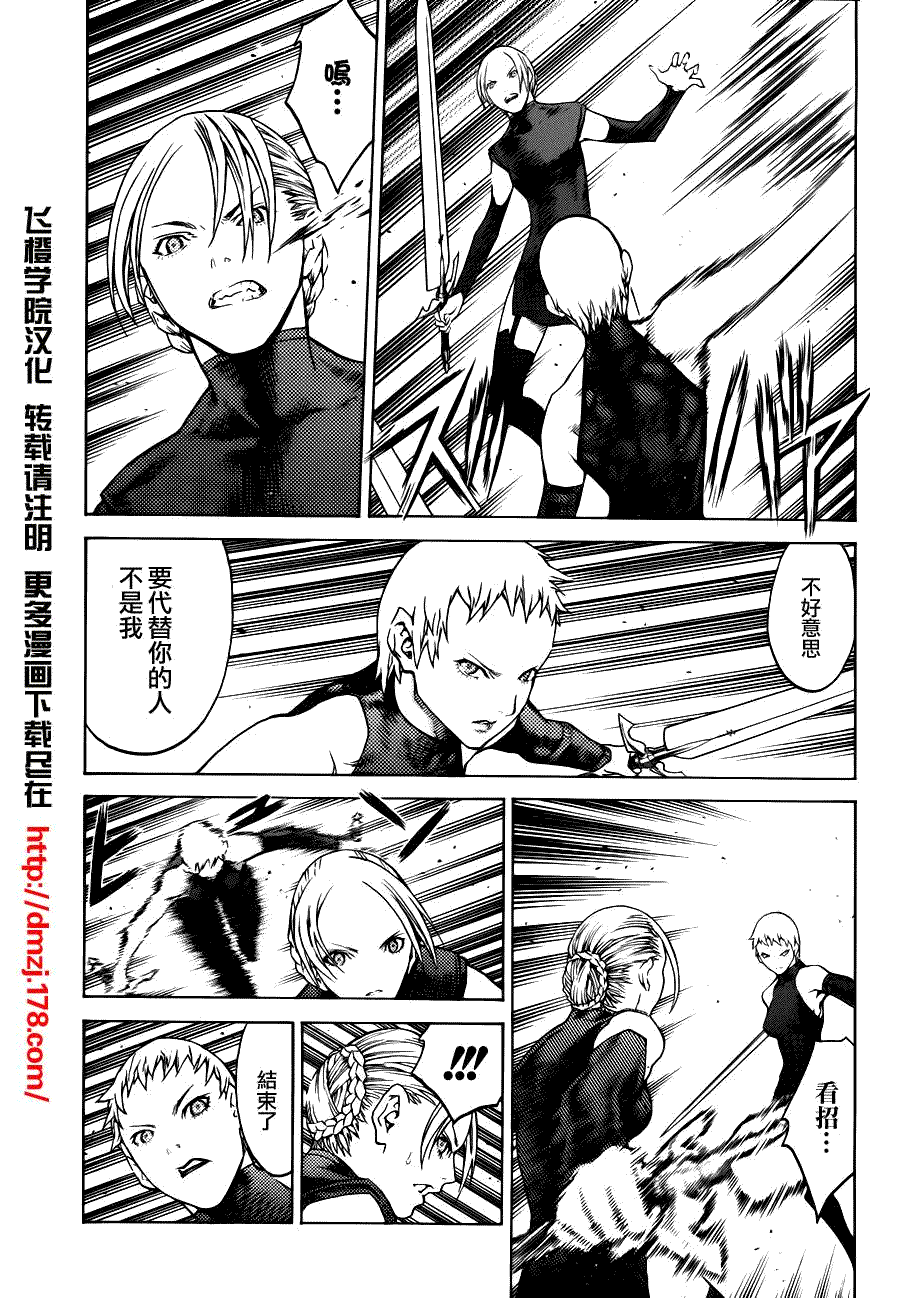 嗚…
不好意思
要代替你的人
不是我
看招…
!!!
結束了
飞橙学院汉化 转载请注明 更多漫画下载尽在 http://dmzj.178.com/